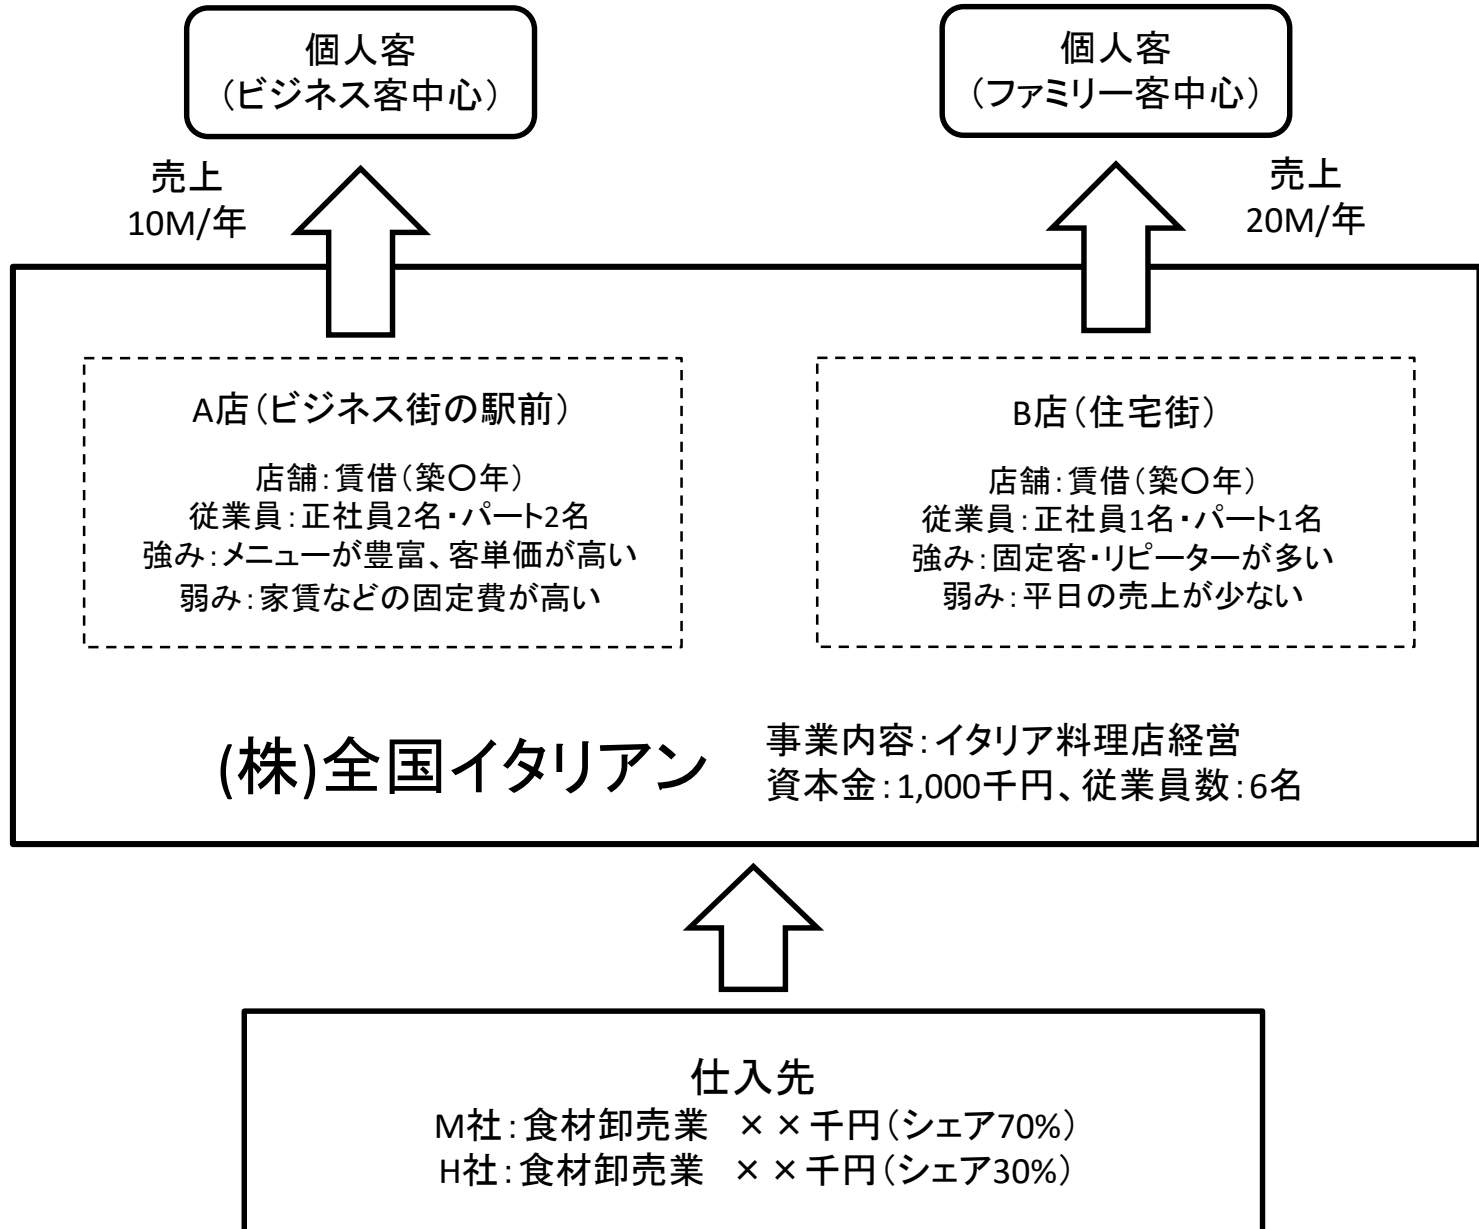 個人客
(ビジネス客中心)
個人客
(ファミリー客中心)
売上
10M/年
売上
20M/年
A店(ビジネス街の駅前)
店舗:賃借(築〇年)
従業員:正社員2名・パート2名
強み:メニューが豊富、客単価が高い
弱み:家賃などの固定費が高い
B店(住宅街)
店舗:賃借(築〇年)
従業員:正社員1名・パート1名
強み:固定客・リピーターが多い
弱み:平日の売上が少ない
(株)全国イタリアン
事業内容:イタリア料理店経営
資本金:1,000千円、従業員数:6名
仕入先
M社:食材卸売業 ××千円(シェア70%)
H社:食材卸売業 ××千円(シェア30%)